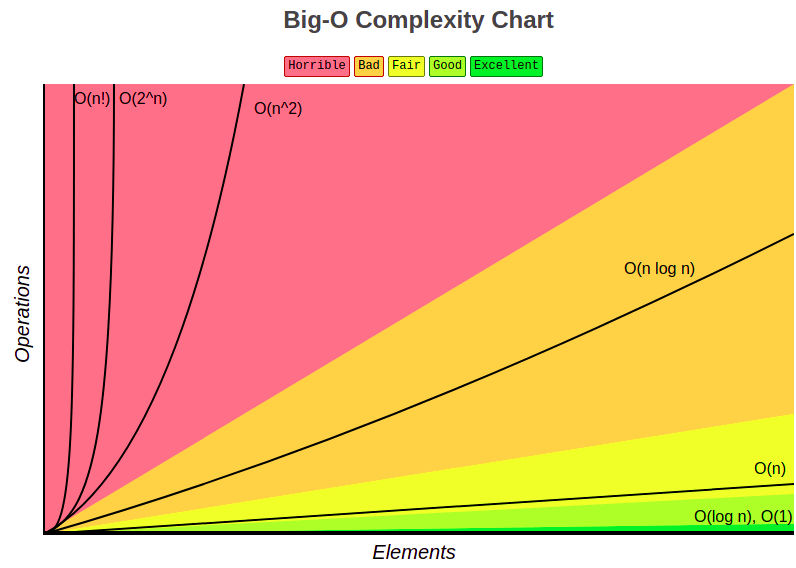 Big-O Complexity Chart
Horrible Bad Fair Good Excellent
O(n!) O(2^n) O(n^2)
O(n log n)
Operations
O(n)
O(log n), O(1)
Elements